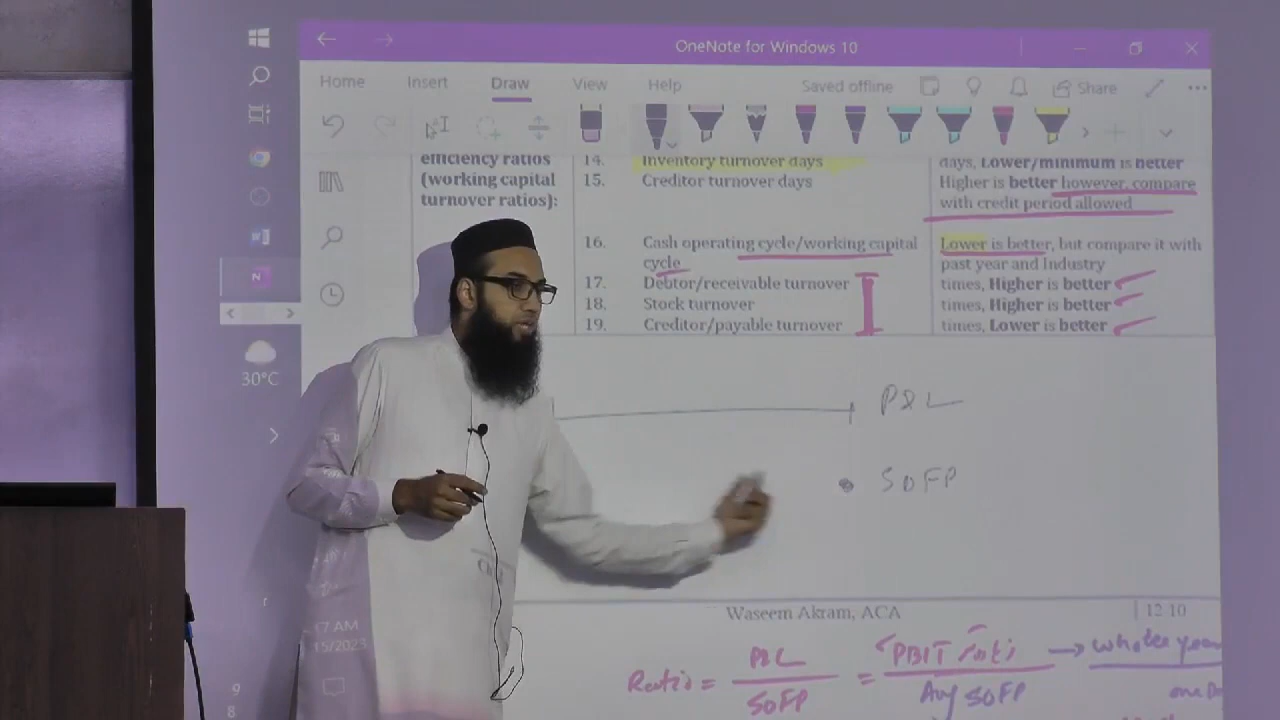 OneNote for Windows 10
Home Insert Draw View Help Saved offline Share
efficiency ratios
(working capital
turnover ratios):
14. Inventory turnover days
days, Lower/minimum is better
15. Creditor turnover days
Higher is better however, compare
with credit period allowed
16. Cash operating cycle/working capital
cycle
Lower is better, but compare it with
past year and Industry
17. Debtor/receivable turnover
times, Higher is better
18. Stock turnover
times, Higher is better
19. Creditor/payable turnover
times, Lower is better
30°C
P&L
SOFP
Waseem Akram, ACA
12.10
Ratio = P&L / SOFP = PBIT / Avg SOFP → whole year